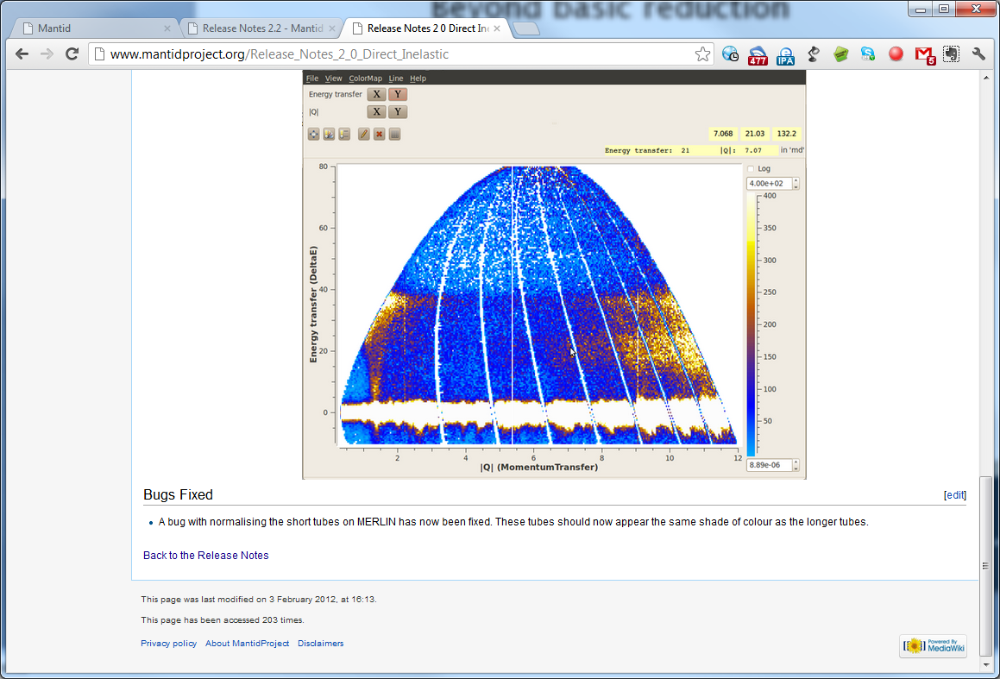 Beyond basic reduction
Mantid
Release Notes 2.2 - Mantid
Release Notes 2 0 Direct In
www.mantidproject.org/Release_Notes_2_0_Direct_Inelastic
477
IPA
5
File View ColorMap Line Help
Energy transfer X Y
|Q| X Y
7.068 21.03 132.2
Energy transfer: 21 |Q|: 7.07 in 'md'
Log
4.00e+02
80
60
40
20
0
Energy transfer (DeltaE)
400
350
300
250
200
150
100
50
8.89e-06
2 4 6 8 10 12
|Q| (MomentumTransfer)
Bugs Fixed [edit]
A bug with normalising the short tubes on MERLIN has now been fixed. These tubes should now appear the same shade of colour as the longer tubes.
Back to the Release Notes
This page was last modified on 3 February 2012, at 16:13.
This page has been accessed 203 times.
Privacy policy About MantidProject Disclaimers
Powered By
MediaWiki